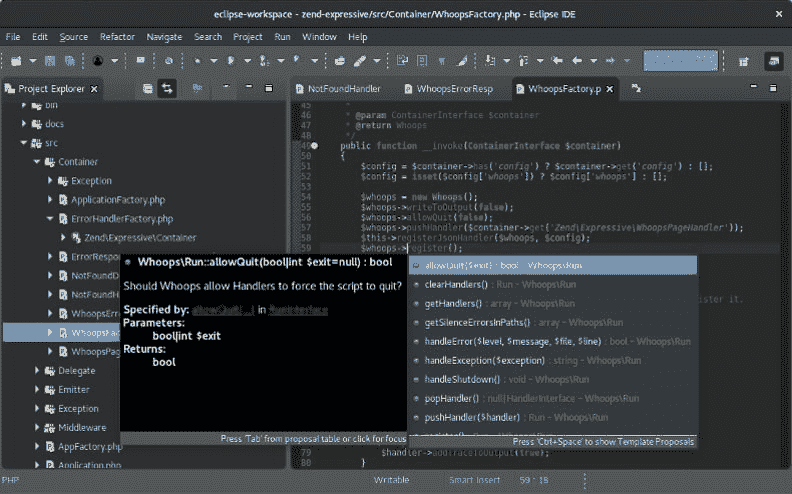 eclipse-workspace - zend-expressive/src/Container/WhoopsFactory.php - Eclipse IDE
File Edit Source Refactor Navigate Search Project Run Window Help
Project Explorer
bin
docs
src
Container
Exception
ApplicationFactory.php
ErrorHandlerFactory.php
Zend\Expressive\Container
ErrorRespo
NotFoundD
NotFoundH
WhoopsErro
WhoopsFac
WhoopsPag
Delegate
Emitter
Exception
Middleware
AppFactory.php
Application.php
NotFoundHandler
WhoopsErrorResp
WhoopsFactory.p
45 *
46 * @param ContainerInterface $container
47 * @return Whoops
48 */
49 public function __invoke(ContainerInterface $container)
50 {
51 $config = $container->has('config') ? $container->get('config') : [];
52 $config = isset($config['whoops']) ? $config['whoops'] : [];
53
54 $whoops = new Whoops();
55 $whoops->writeToOutput(false);
56 $whoops->allowQuit(false);
57 $whoops->pushHandler($container->get('Zend\Expressive\WhoopsPageHandler'));
58 $this->registerJsonHandler($whoops, $config);
59 $whoops->register();
ister it.
Whoops\Run::allowQuit(bool|int $exit=null) : bool
Should Whoops allow Handlers to force the script to quit?
Specified by: allowQuit(...) in RunInterface
Parameters:
bool|int $exit
Returns:
bool
Press 'Tab' from proposal table or click for focus
allowQuit($exit) : bool - Whoops\Run
clearHandlers() : Run - Whoops\Run
getHandlers() : array - Whoops\Run
getSilenceErrorsInPaths() : array - Whoops\Run
handleError($level, $message, $file, $line) : bool - Whoops\Run
handleException($exception) : string - Whoops\Run
handleShutdown() : void - Whoops\Run
popHandler() : null|HandlerInterface - Whoops\Run
pushHandler($handler) : Run - Whoops\Run
Press 'Ctrl+Space' to show Template Proposals
79 $handler->addTraceToOutput(true);
80 }
PHP
Writable
Smart Insert
59 : 18